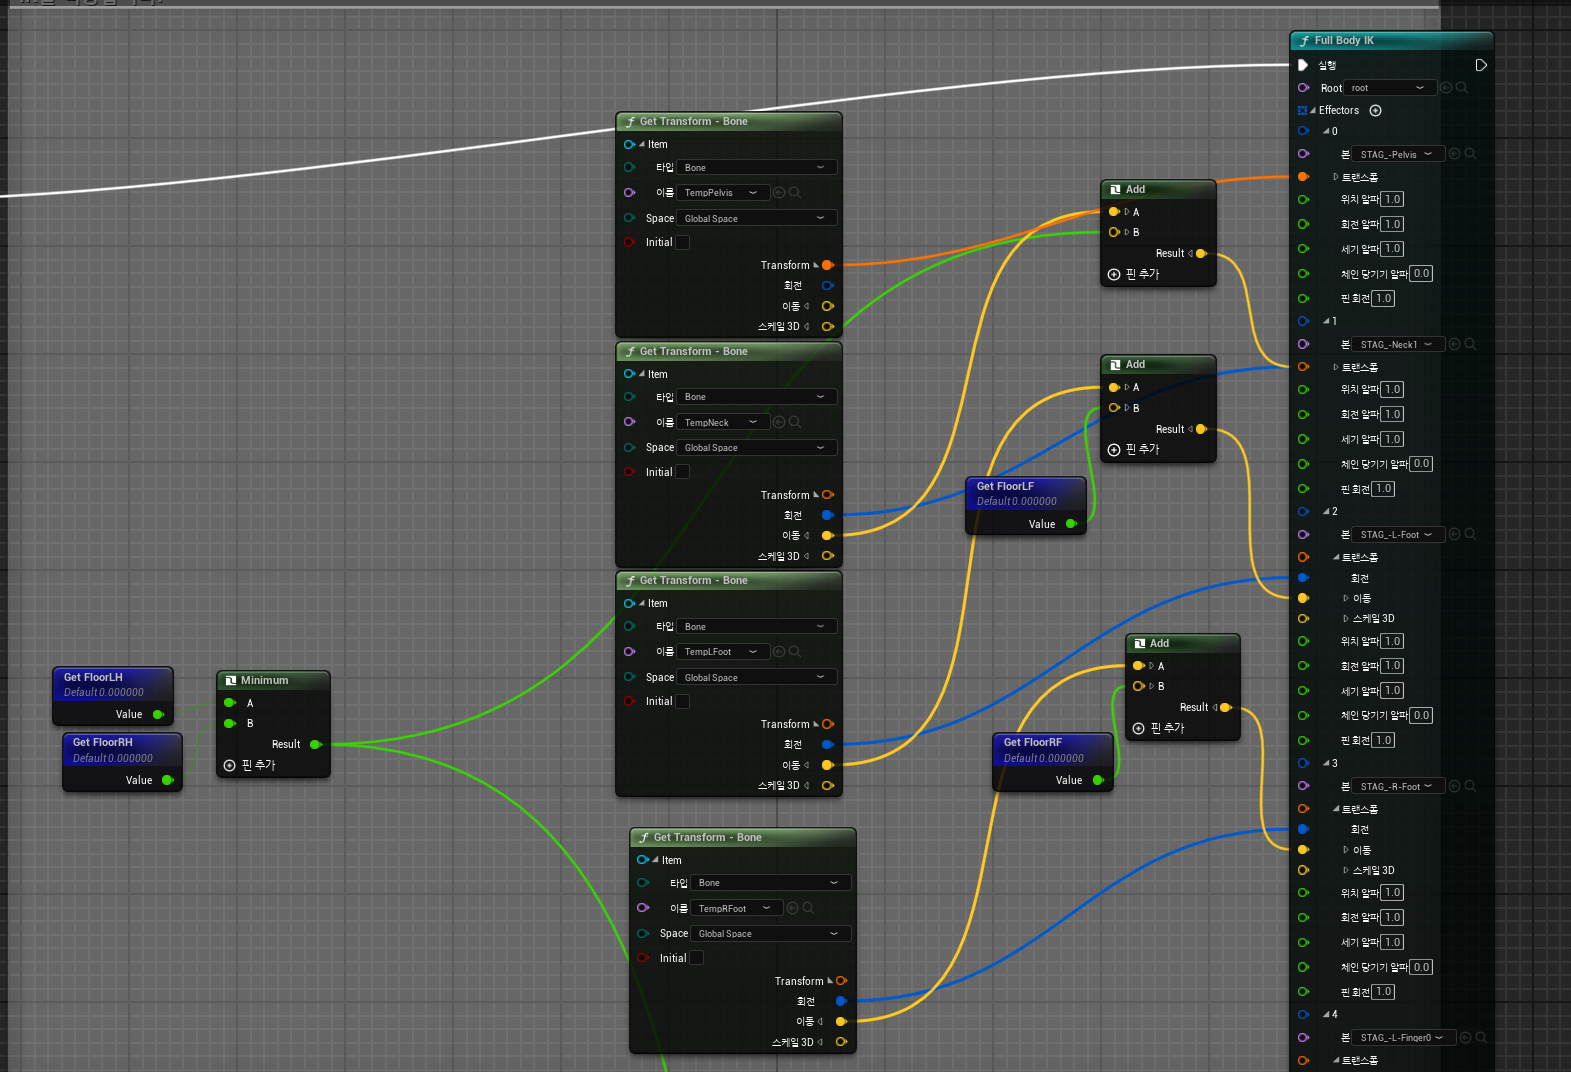 Full Body IK
실행
Root root
Effectors
0
본 STAG_-Pelvis
트랜스폼
위치 알파 1.0
회전 알파 1.0
세기 알파 1.0
체인 당기기 알파 0.0
핀 회전 1.0
1
본 STAG_-Neck1
트랜스폼
위치 알파 1.0
회전 알파 1.0
세기 알파 1.0
체인 당기기 알파 0.0
핀 회전 1.0
2
본 STAG_-L-Foot
트랜스폼
회전
이동
스케일 3D
위치 알파 1.0
회전 알파 1.0
세기 알파 1.0
체인 당기기 알파 0.0
핀 회전 1.0
3
본 STAG_-R-Foot
트랜스폼
회전
이동
스케일 3D
위치 알파 1.0
회전 알파 1.0
세기 알파 1.0
체인 당기기 알파 0.0
핀 회전 1.0
4
본 STAG_-L-Finger0
트랜스폼
Get Transform - Bone
Item
타입 Bone
이름 TempPelvis
Space Global Space
Initial
Transform
회전
이동
스케일 3D
Get Transform - Bone
Item
타입 Bone
이름 TempNeck
Space Global Space
Initial
Transform
회전
이동
스케일 3D
Get Transform - Bone
Item
타입 Bone
이름 TempLFoot
Space Global Space
Initial
Transform
회전
이동
스케일 3D
Get Transform - Bone
Item
타입 Bone
이름 TempRFoot
Space Global Space
Initial
Transform
회전
이동
스케일 3D
Add
A
B
Result
핀 추가
Add
A
B
Result
핀 추가
Get FloorLF
Default 0.000000
Value
Add
A
B
Result
핀 추가
Get FloorRF
Default 0.000000
Value
Get FloorLH
Default 0.000000
Value
Get FloorRH
Default 0.000000
Value
Minimum
A
B
Result
핀 추가